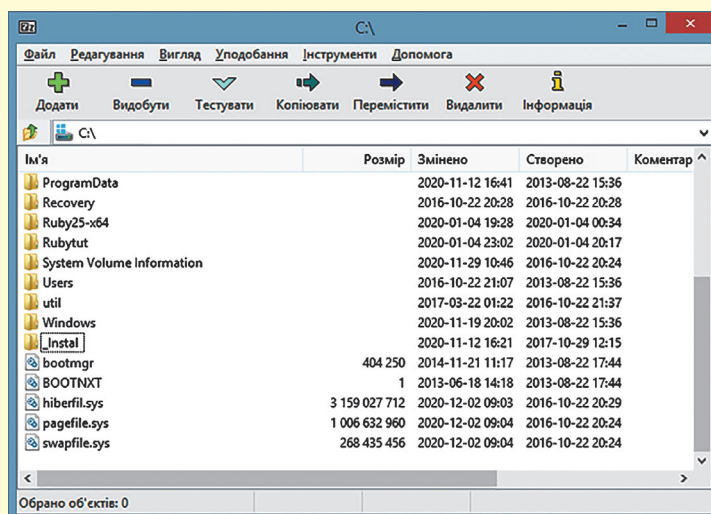 7z C:\
Файл Редагування Вигляд Уподобання Інструменти Допомога
Додати Видобути Тестувати Копіювати Перемістити Видалити Інформація
C:\
Ім'я Розмір Змінено Створено Коментар
ProgramData 2020-11-12 16:41 2013-08-22 15:36
Recovery 2016-10-22 20:28 2016-10-22 20:28
Ruby25-x64 2020-01-04 19:28 2020-01-04 00:34
Rubytut 2020-01-04 23:02 2020-01-04 20:17
System Volume Information 2020-11-29 10:46 2016-10-22 20:24
Users 2016-10-22 21:07 2013-08-22 15:36
util 2017-03-22 01:22 2016-10-22 21:37
Windows 2020-11-19 20:02 2013-08-22 15:36
_Instal 2020-11-12 16:21 2017-10-29 12:15
bootmgr 404 250 2014-11-21 11:17 2013-08-22 17:44
BOOTNXT 1 2013-06-18 14:18 2013-08-22 17:44
hiberfil.sys 3 159 027 712 2020-12-02 09:03 2016-10-22 20:29
pagefile.sys 1 006 632 960 2020-12-02 09:04 2016-10-22 20:24
swapfile.sys 268 435 456 2020-12-02 09:04 2016-10-22 20:24
Обрано об'єктів: 0